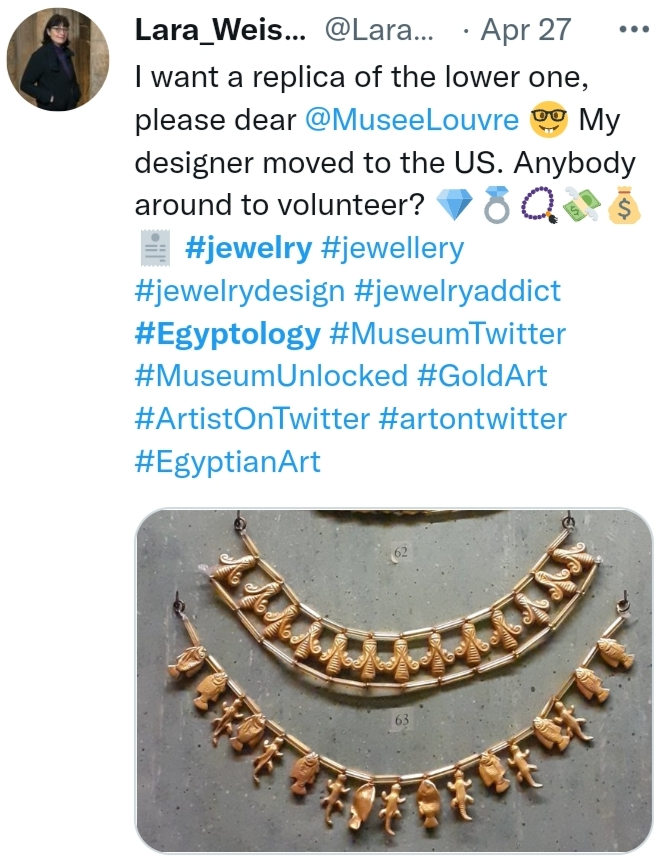 Lara_Weis... @Lara... · Apr 27 •••
I want a replica of the lower one,
please dear @MuseeLouvre 🤓 My
designer moved to the US. Anybody
around to volunteer? 💎💍📿💸💰
🧾 #jewelry #jewellery
#jewelrydesign #jewelryaddict
#Egyptology #MuseumTwitter
#MuseumUnlocked #GoldArt
#ArtistOnTwitter #artontwitter
#EgyptianArt
62
63